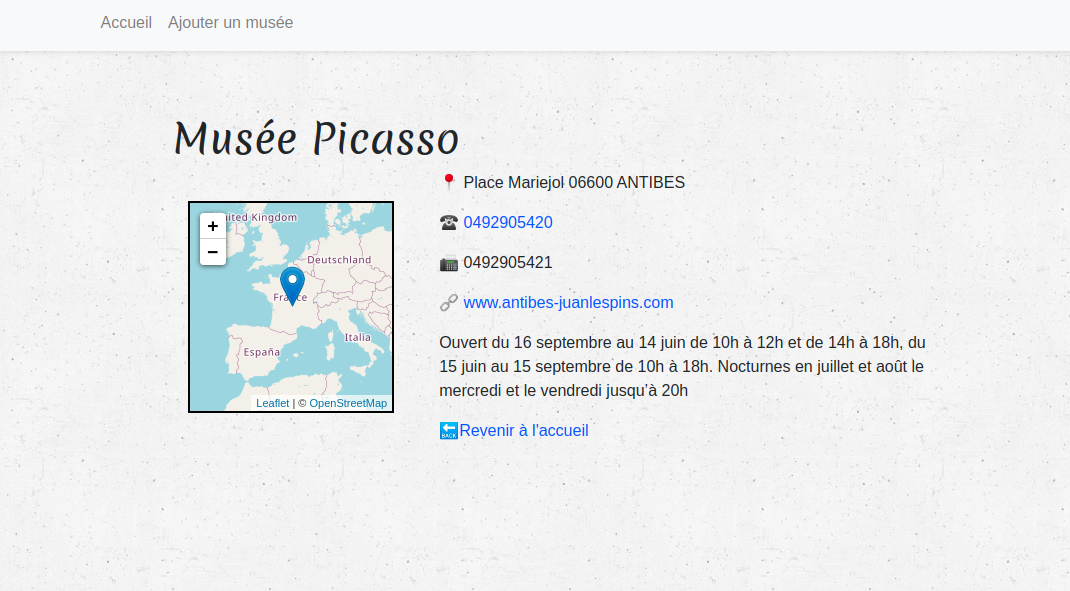 Accueil Ajouter un musée
Musée Picasso
Place Mariejol 06600 ANTIBES
0492905420
0492905421
www.antibes-juanlespins.com
Ouvert du 16 septembre au 14 juin de 10h à 12h et de 14h à 18h, du
15 juin au 15 septembre de 10h à 18h. Nocturnes en juillet et août le
mercredi et le vendredi jusqu'à 20h
BACK Revenir à l'accueil
+
−
Kingdom
Deutschland
France
Italia
España
Leaflet | © OpenStreetMap